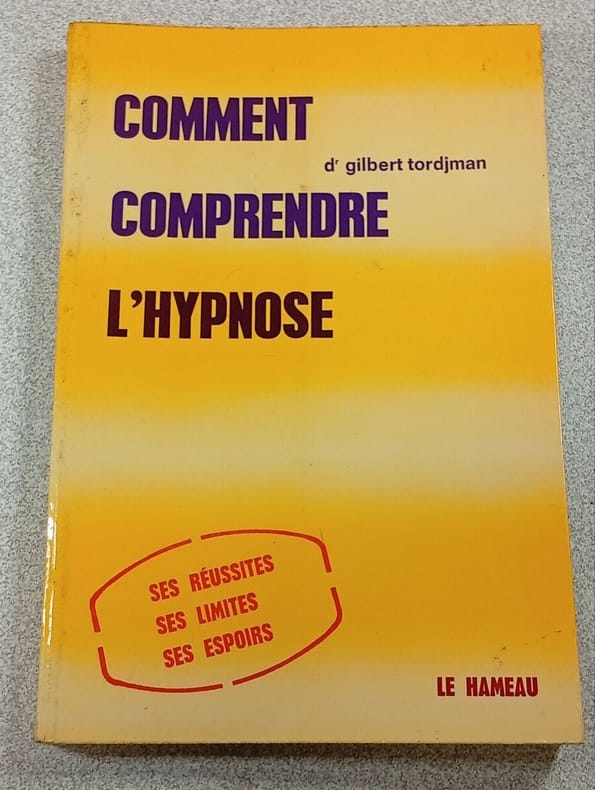 COMMENT
dr gilbert tordjman
COMPRENDRE
L'HYPNOSE
SES RÉUSSITES
SES LIMITES
SES ESPOIRS
LE HAMEAU